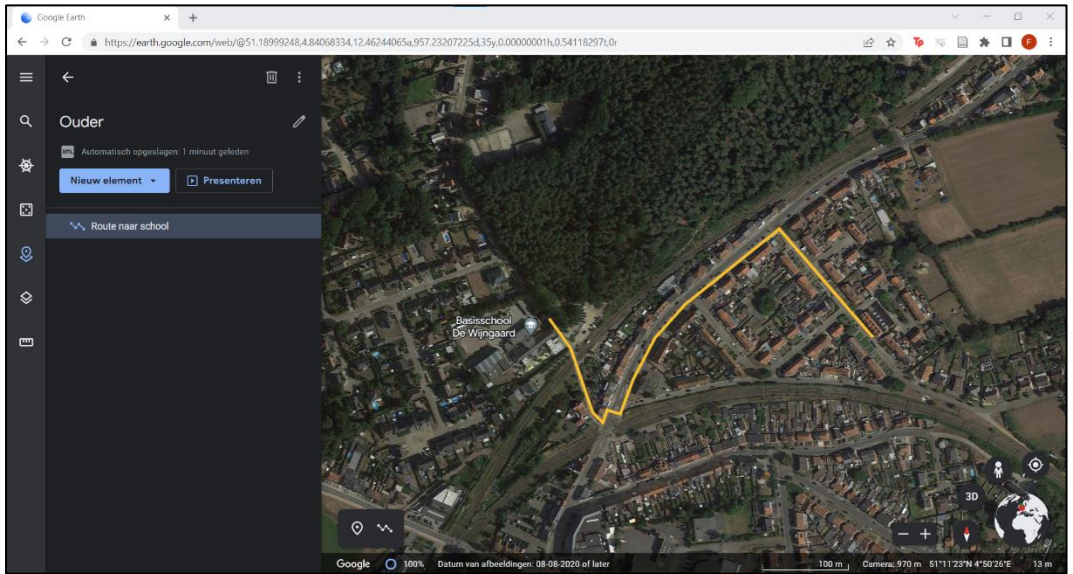 Google Earth
https://earth.google.com/web/@51.18999248,4.84068334,12.46244065a,957.23207225d,35y,0.00000001h,0.54118297t,0r
Tp
F
Ouder
KML
Automatisch opgeslagen: 1 minuut geleden
Nieuw element
Presenteren
Route naar school
Basisschool
De Wijngaard
3D
Google
100%
Datum van afbeeldingen: 08-08-2020 of later
100 m
Camera: 970 m
51°11'23"N 4°50'26"E
13 m